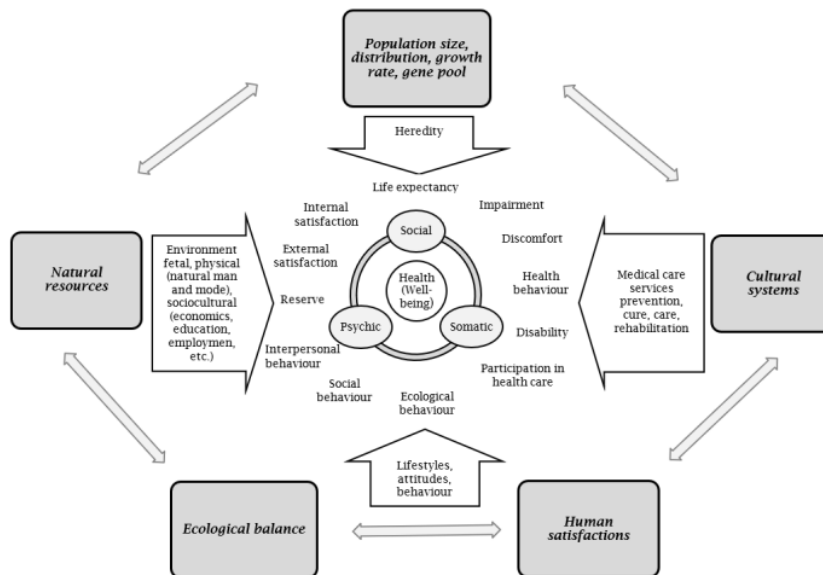 Population size,
distribution, growth
rate, gene pool
Heredity
Life expectancy
Internal
satisfaction
Impairment
Social
Discomfort
External
satisfaction
Natural
resources
Environment
fetal, physical
(natural man
and mode),
sociocultural
(economics,
education,
employmen,
etc.)
Health
(Well-
being)
Health
behaviour
Medical care
services
prevention,
cure, care,
rehabilitation
Cultural
systems
Reserve
Psychic
Somatic
Disability
Interpersonal
behaviour
Participation in
health care
Social
behaviour
Ecological
behaviour
Lifestyles,
attitudes,
behaviour
Ecological balance
Human
satisfactions